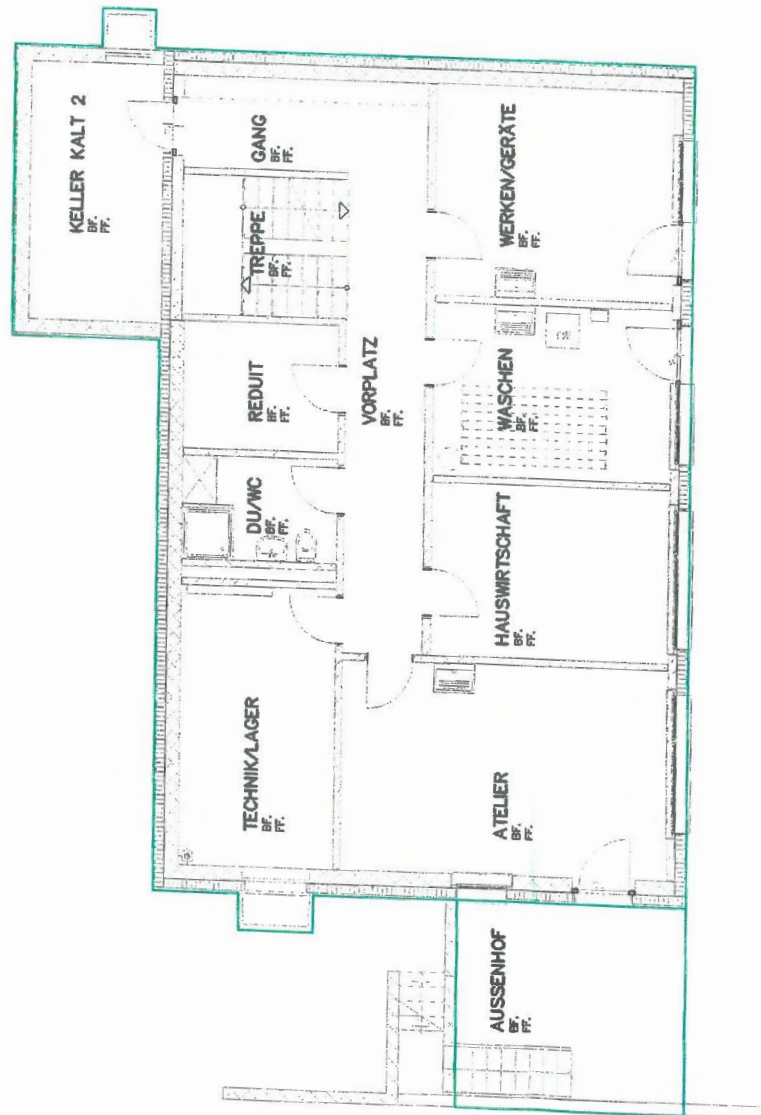 KELLER KALT 2
BF.
FF.
GANG
BF.
FF.
TREPPE
BF.
FF.
WERKEN/GERÄTE
BF.
FF.
REDUIT
BF.
FF.
VORPLATZ
BF.
FF.
WASCHEN
BF.
FF.
DU/WC
BF.
FF.
HAUSWIRTSCHAFT
BF.
FF.
TECHNIK/LAGER
BF.
FF.
ATELIER
BF.
FF.
AUSSENHOF
BF.
FF.